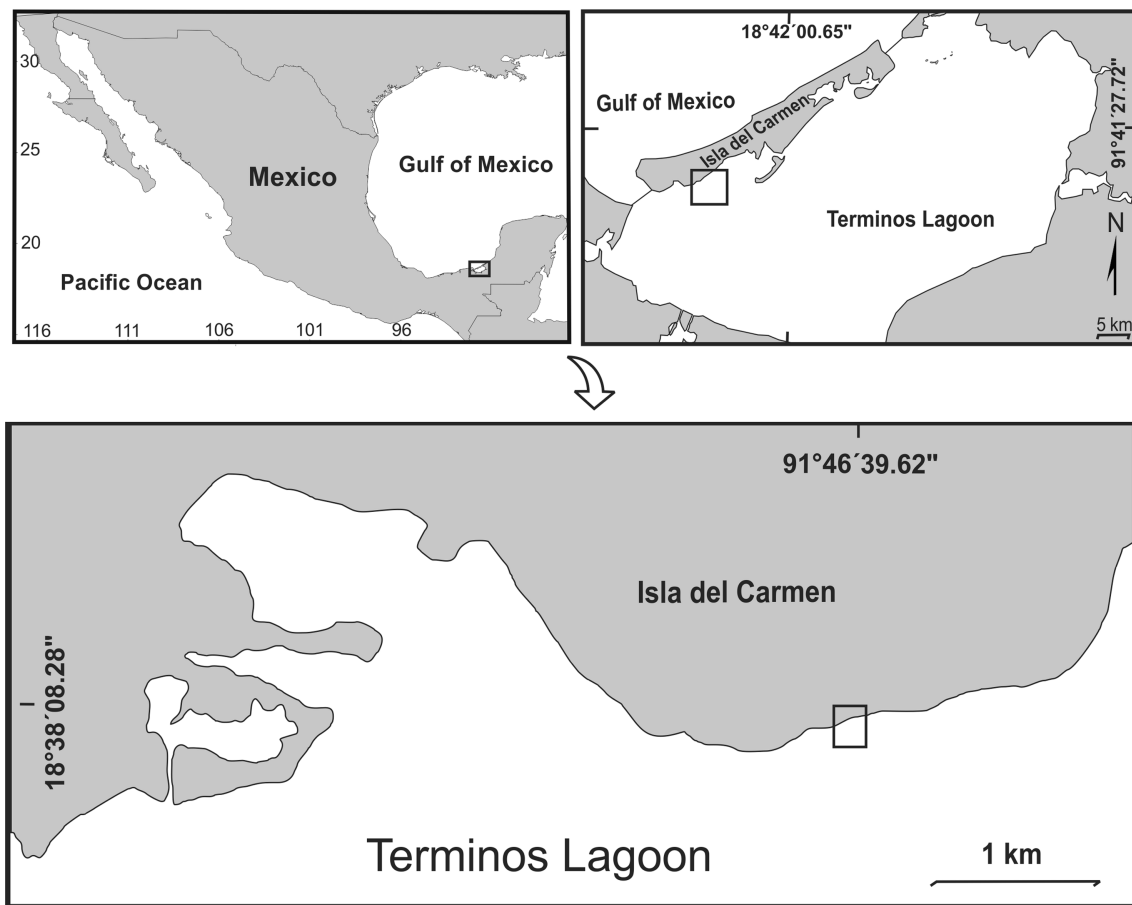 30
25
20
Mexico
Gulf of Mexico
Pacific Ocean
116 111 106 101 96
18°42´00.65"
Gulf of Mexico
Isla del Carmen
91°41´27.72"
Terminos Lagoon
N
5 km
91°46´39.62"
Isla del Carmen
18°38´08.28"
Terminos Lagoon
1 km